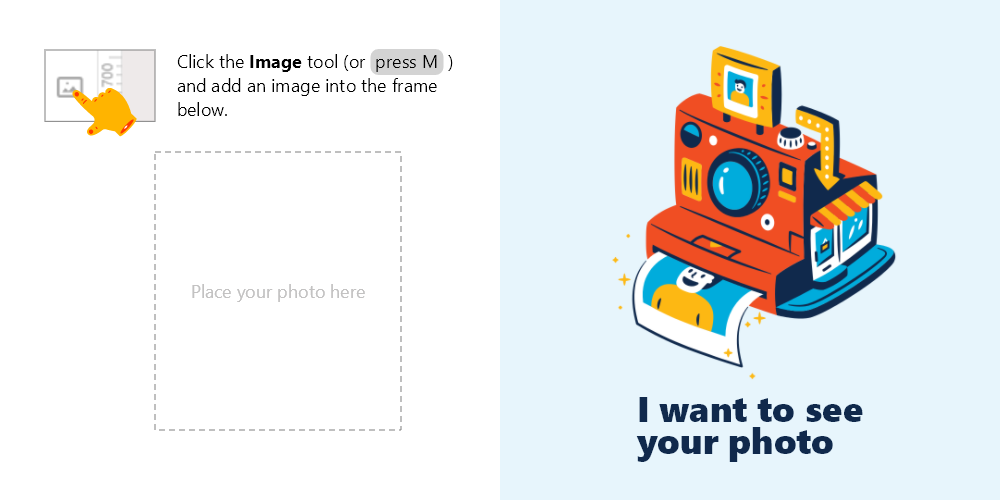 700
Click the Image tool (or press M )
and add an image into the frame
below.
Place your photo here
I want to see
your photo